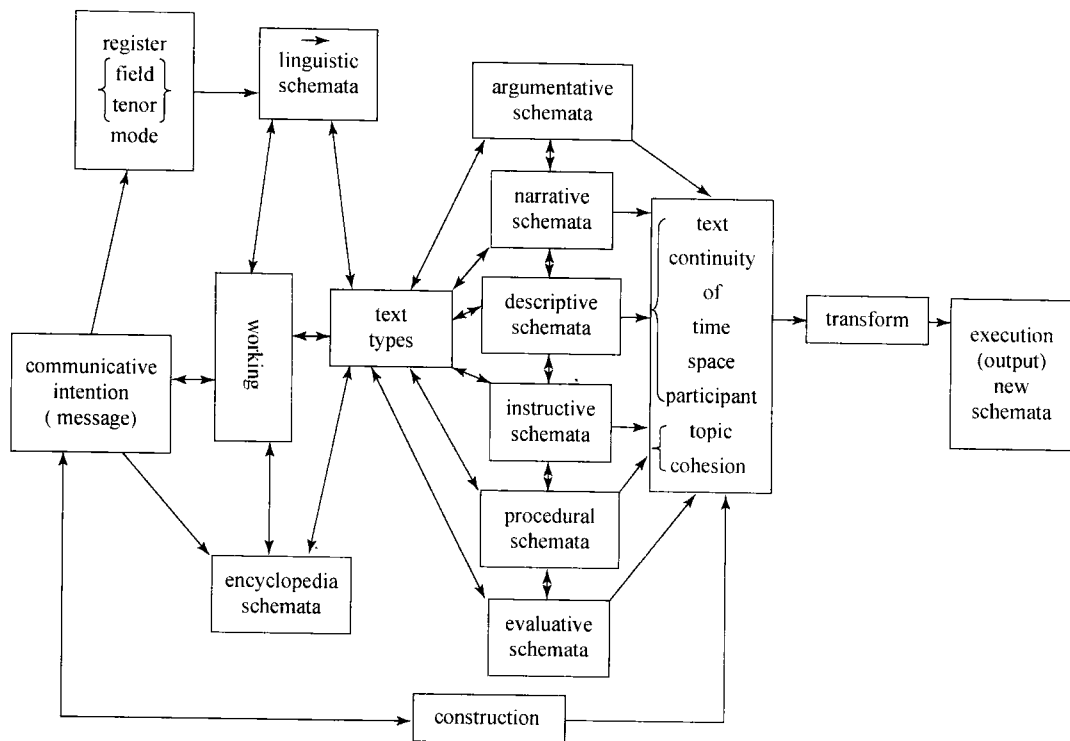 register
field
tenor
mode
linguistic
schemata
argumentative
schemata
narrative
schemata
descriptive
schemata
instructive
schemata
procedural
schemata
evaluative
schemata
text
continuity
of
time
space
participant
topic
cohesion
transform
execution
(output)
new
schemata
working
text
types
communicative
intention
( message)
encyclopedia
schemata
construction